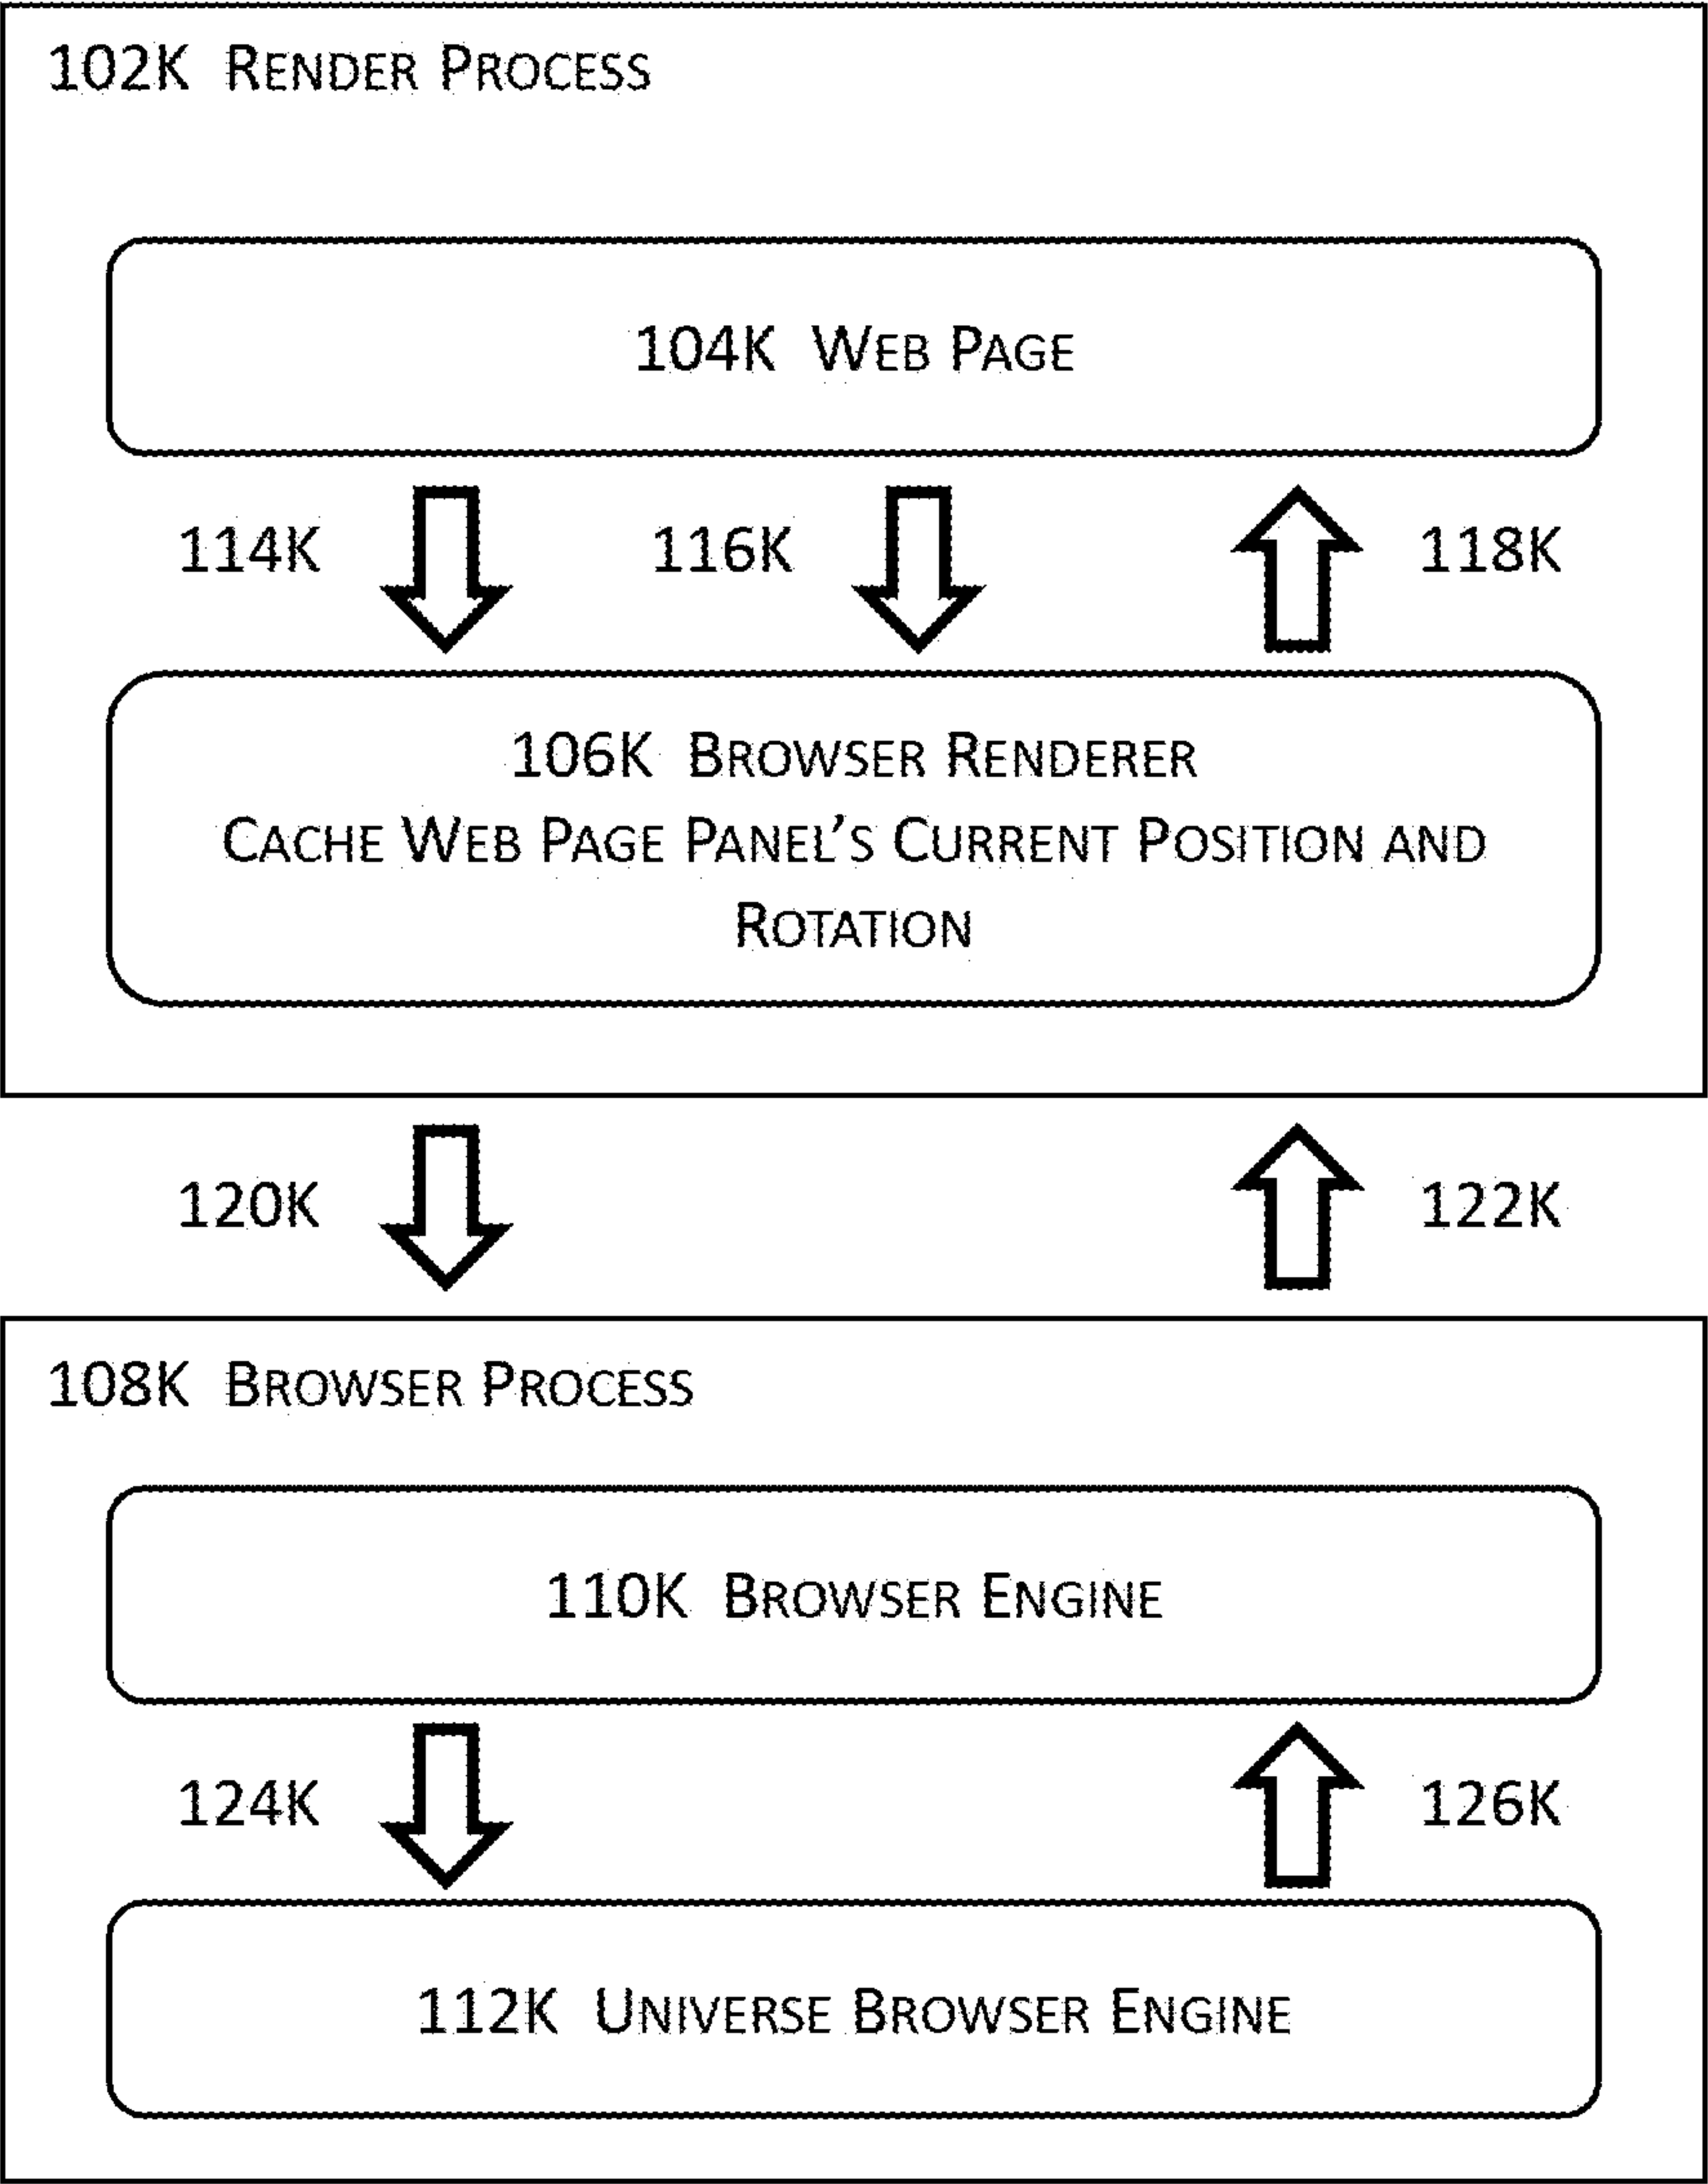 102K Render Process
104K Web Page
114K 116K 118K
106K Browser Renderer
Cache Web Page Panel's Current Position and
Rotation
120K 122K
108K Browser Process
110K Browser Engine
124K 126K
112K Universe Browser Engine